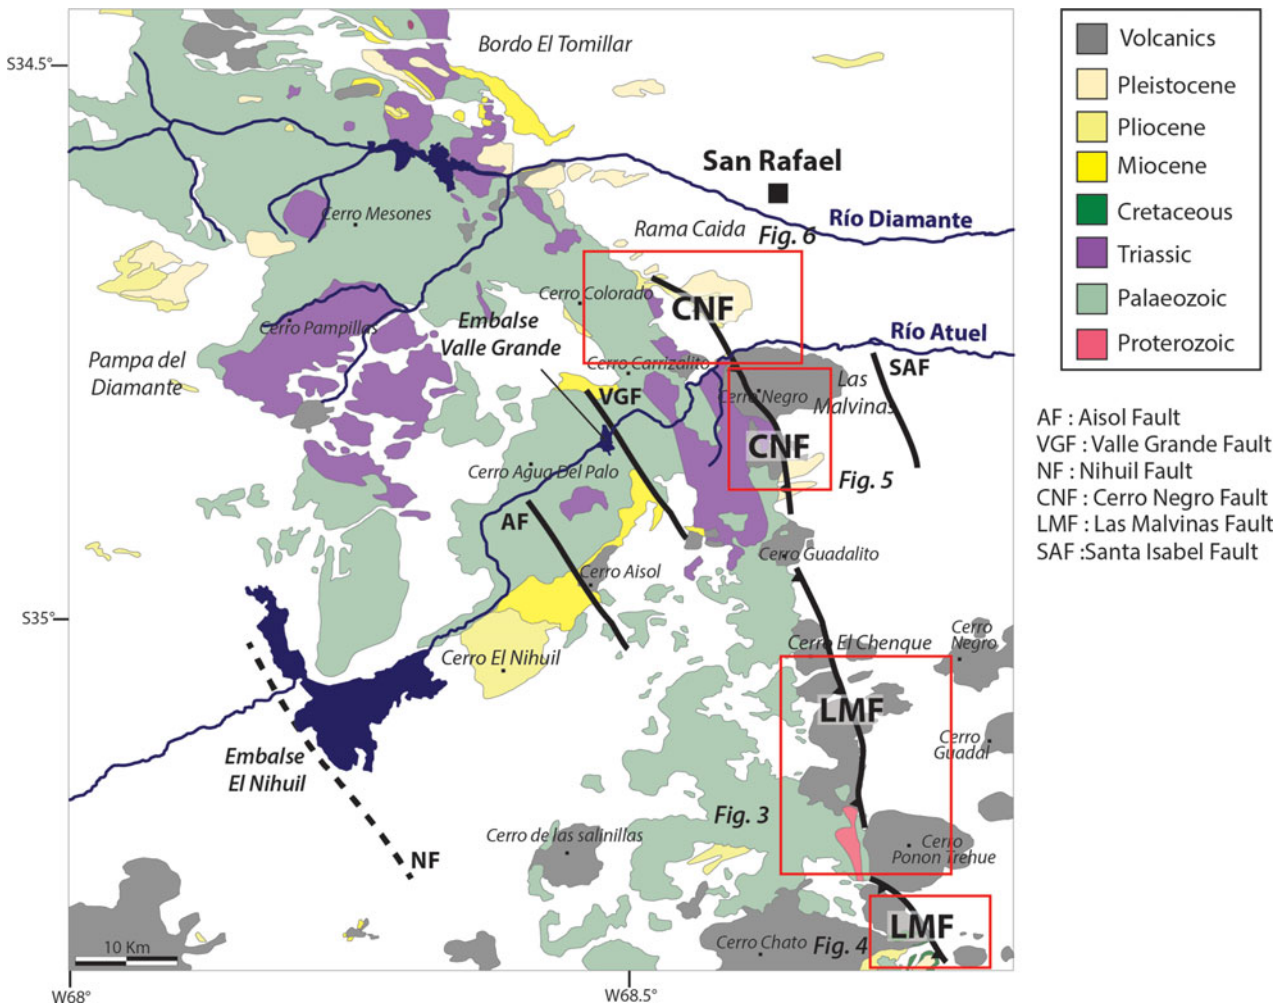 Bordo El Tomillar
S34.5°
San Rafael
Río Diamante
Cerro Mesones
Rama Caida
Fig. 6
Cerro Colorado
CNF
Embalse
Valle Grande
Río Atuel
Cerro Pampillas
Pampa del
Diamante
Cerro Carrizalito
SAF
VGF
Cerro Negro
Las
Malvinas
CNF
Cerro Agua Del Palo
Fig. 5
AF
Cerro Guadalito
Cerro Aisol
S35°
Cerro El Chenque
Cerro
Negro
Cerro El Nihuil
LMF
Cerro
Guadal
Embalse
El Nihuil
Fig. 3
Cerro de las salinillas
Cerro
Ponon Trehue
NF
LMF
Cerro Chato
Fig. 4
10 Km
W68°
W68.5°
Volcanics
Pleistocene
Pliocene
Miocene
Cretaceous
Triassic
Palaeozoic
Proterozoic
AF : Aisol Fault
VGF : Valle Grande Fault
NF : Nihuil Fault
CNF : Cerro Negro Fault
LMF : Las Malvinas Fault
SAF :Santa Isabel Fault